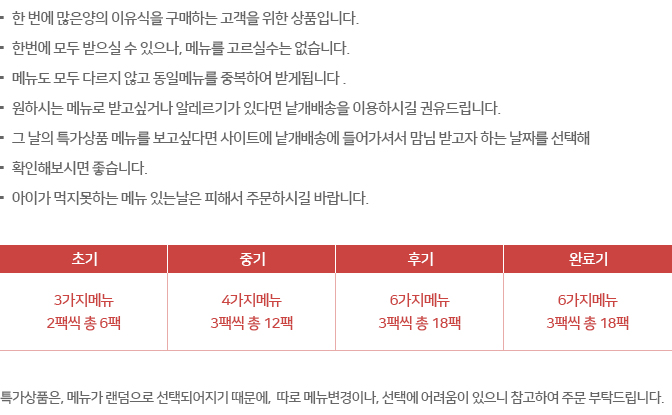 - 한 번에 많은양의 이유식을 구매하는 고객을 위한 상품입니다.
- 한번에 모두 받으실 수 있으나, 메뉴를 고르실수는 없습니다.
- 메뉴도 모두 다르지 않고 동일메뉴를 중복하여 받게됩니다 .
- 원하시는 메뉴로 받고싶거나 알레르기가 있다면 낱개배송을 이용하시길 권유드립니다.
- 그 날의 특가상품 메뉴를 보고싶다면 사이트에 낱개배송에 들어가셔서 맘님 받고자 하는 날짜를 선택해
- 확인해보시면 좋습니다.
- 아이가 먹지못하는 메뉴 있는날은 피해서 주문하시길 바랍니다.
초기 중기 후기 완료기
3가지메뉴 4가지메뉴 6가지메뉴 6가지메뉴
2팩씩 총 6팩 3팩씩 총 12팩 3팩씩 총 18팩 3팩씩 총 18팩
특가상품은, 메뉴가 랜덤으로 선택되어지기 때문에, 따로 메뉴변경이나, 선택에 어려움이 있으니 참고하여 주문 부탁드립니다.